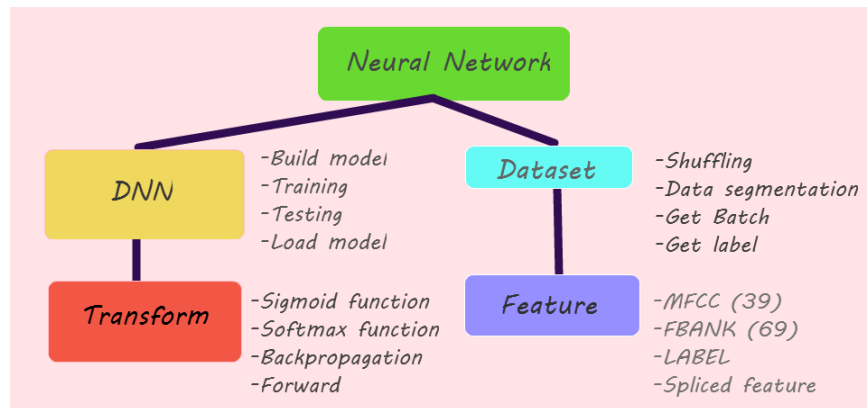 Neural Network
DNN
-Build model
-Training
-Testing
-Load model
Dataset
-Shuffling
-Data segmentation
-Get Batch
-Get label
Transform
-Sigmoid function
-Softmax function
-Backpropagation
-Forward
Feature
-MFCC (39)
-FBANK (69)
-LABEL
-Spliced feature